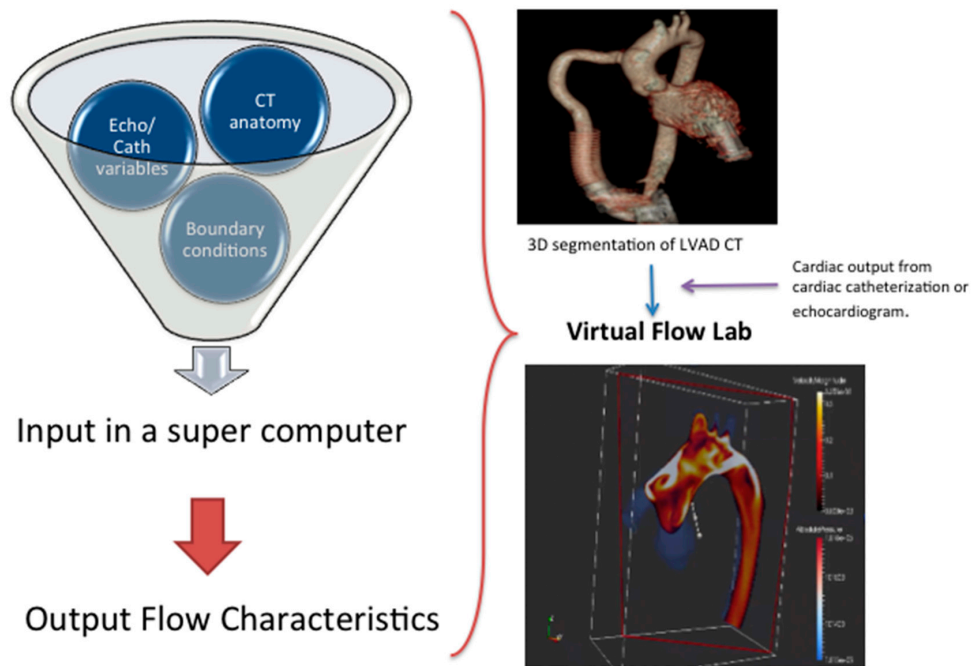 Echo/
Cath
variables
CT
anatomy
Boundary
conditions
Input in a super computer
Output Flow Characteristics
3D segmentation of LVAD CT
Cardiac output from
cardiac catheterization or
echocardiogram.
Virtual Flow Lab